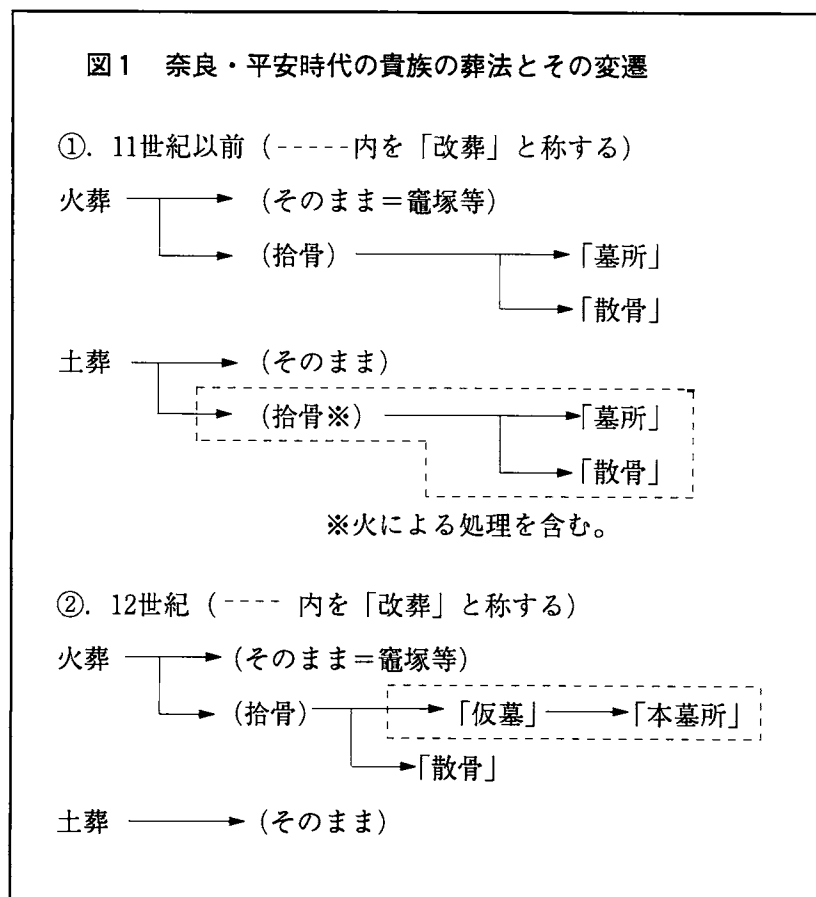 図1 奈良・平安時代の貴族の葬法とその変遷
①. 11世紀以前 (-----内を「改葬」と称する)
火葬 (そのまま=竈塚等)
(拾骨) 「墓所」
「散骨」
土葬 (そのまま)
(拾骨※) 「墓所」
「散骨」
※火による処理を含む。
②. 12世紀 (---- 内を「改葬」と称する)
火葬 (そのまま=竈塚等)
(拾骨) 「仮墓」 「本墓所」
「散骨」
土葬 (そのまま)